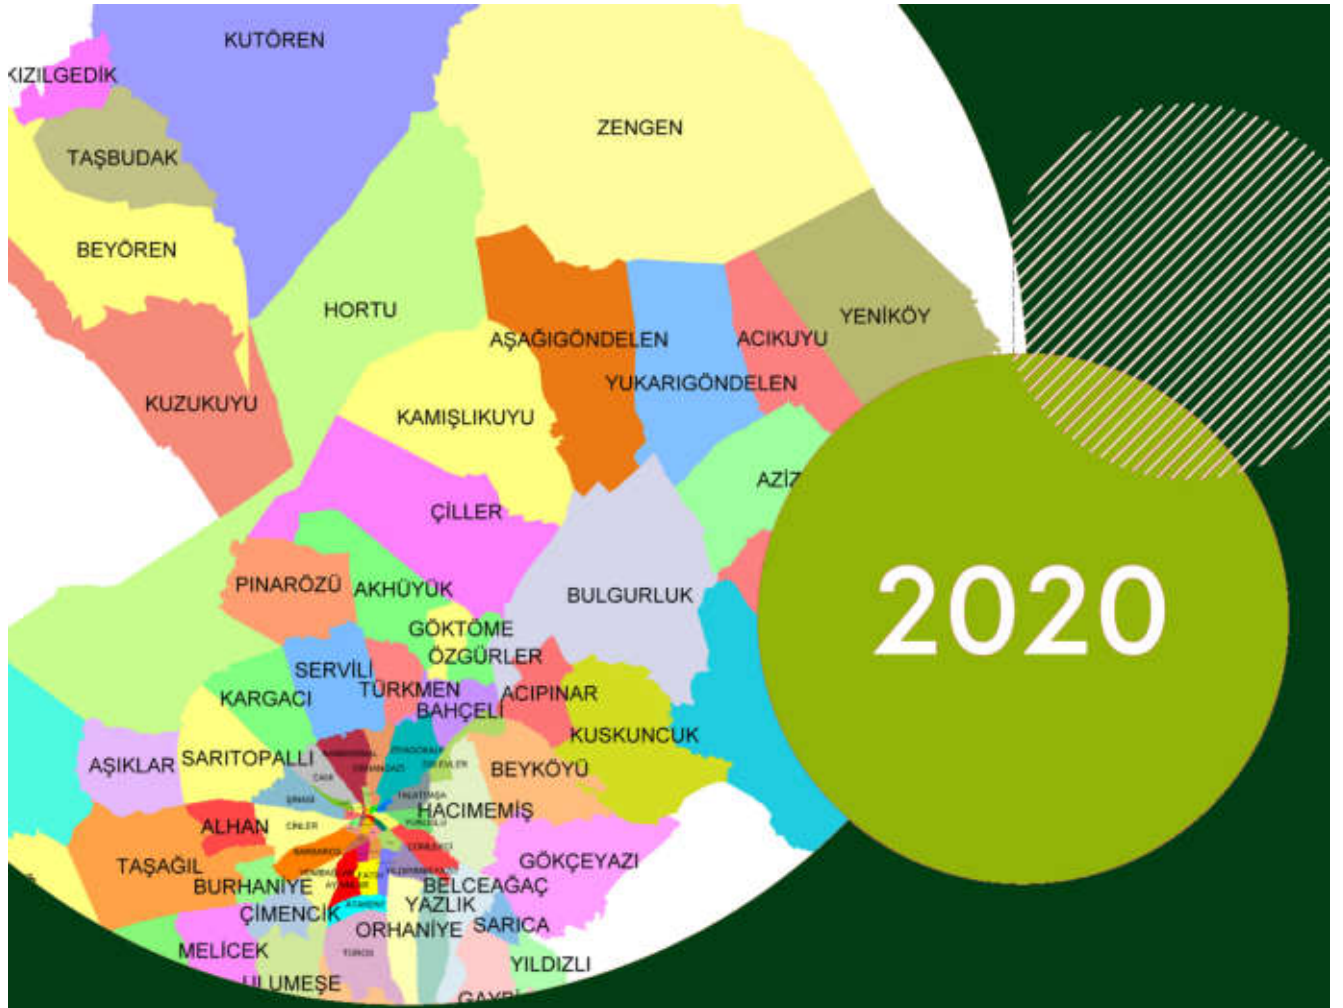 KUTÖREN
KIZILGEDİK
ZENGEN
TAŞBUDAK
BEYÖREN
HORTU
YENİKÖY
AŞAĞIGÖNDELEN
ACIKUYU
YUKARIGÖNDELEN
KUZUKUYU
KAMIŞLIKUYU
AZİZ
ÇİLLER
PINARÖZÜ
AKHÜYÜK
BULGURLUK
2020
GÖKTÖME
ÖZGÜRLER
SERVİLİ
TÜRKMEN
ACIPINAR
KARGACI
BAHÇELİ
KUSKUNCUK
SARITOPALLI
AŞIKLAR
BEYKÖYÜ
HACIMEMİŞ
ALHAN
GÖKÇEYAZI
TAŞAĞIL
BURHANİYE
BELCEAĞAÇ
YAZLIK
ÇİMENCİK
SARICA
ORHANİYE
MELİCEK
YILDIZLI
ULUMEŞE